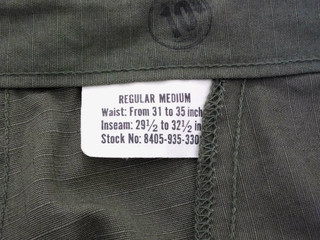 10
REGULAR MEDIUM
Waist: From 31 to 35 inch
Inseam: 29½ to 32½ in
Stock No: 8405-935-330